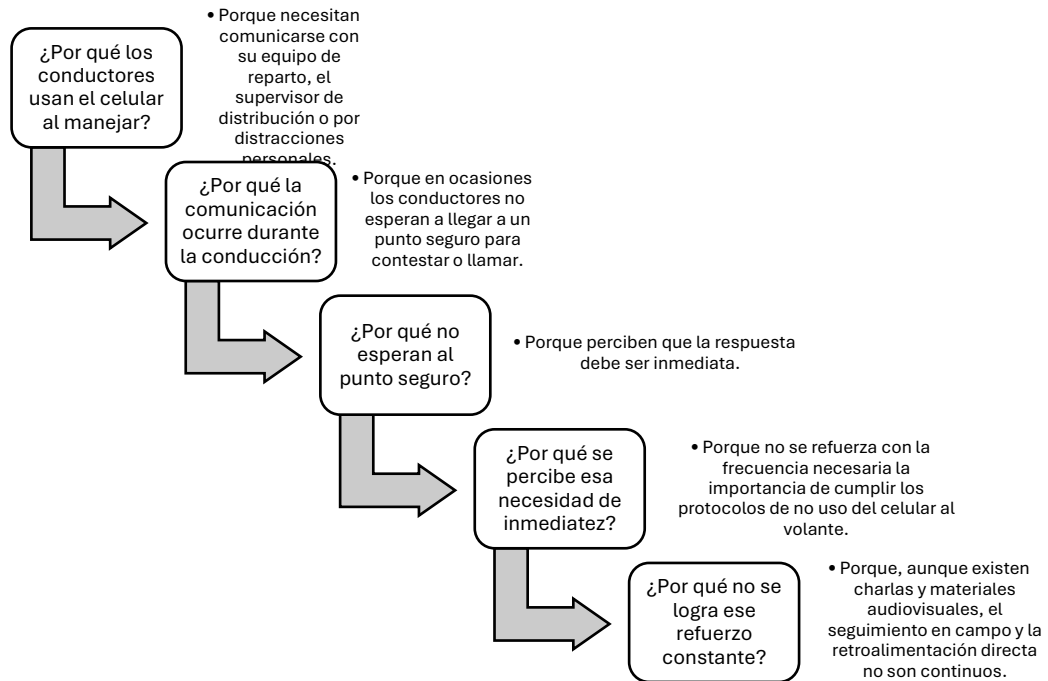 ¿Por qué los
conductores
usan el celular
al manejar?
• Porque necesitan
comunicarse con
su equipo de
reparto, el
supervisor de
distribución o por
distracciones
personales.
¿Por qué la
comunicación
ocurre durante
la conducción?
• Porque en ocasiones
los conductores no
esperan a llegar a un
punto seguro para
contestar o llamar.
¿Por qué no
esperan al
punto seguro?
• Porque perciben que la respuesta
debe ser inmediata.
¿Por qué se
percibe esa
necesidad de
inmediatez?
• Porque no se refuerza con la
frecuencia necesaria la
importancia de cumplir los
protocolos de no uso del celular al
volante.
¿Por qué no se
logra ese
refuerzo
constante?
• Porque, aunque existen
charlas y materiales
audiovisuales, el
seguimiento en campo y la
retroalimentación directa
no son continuos.